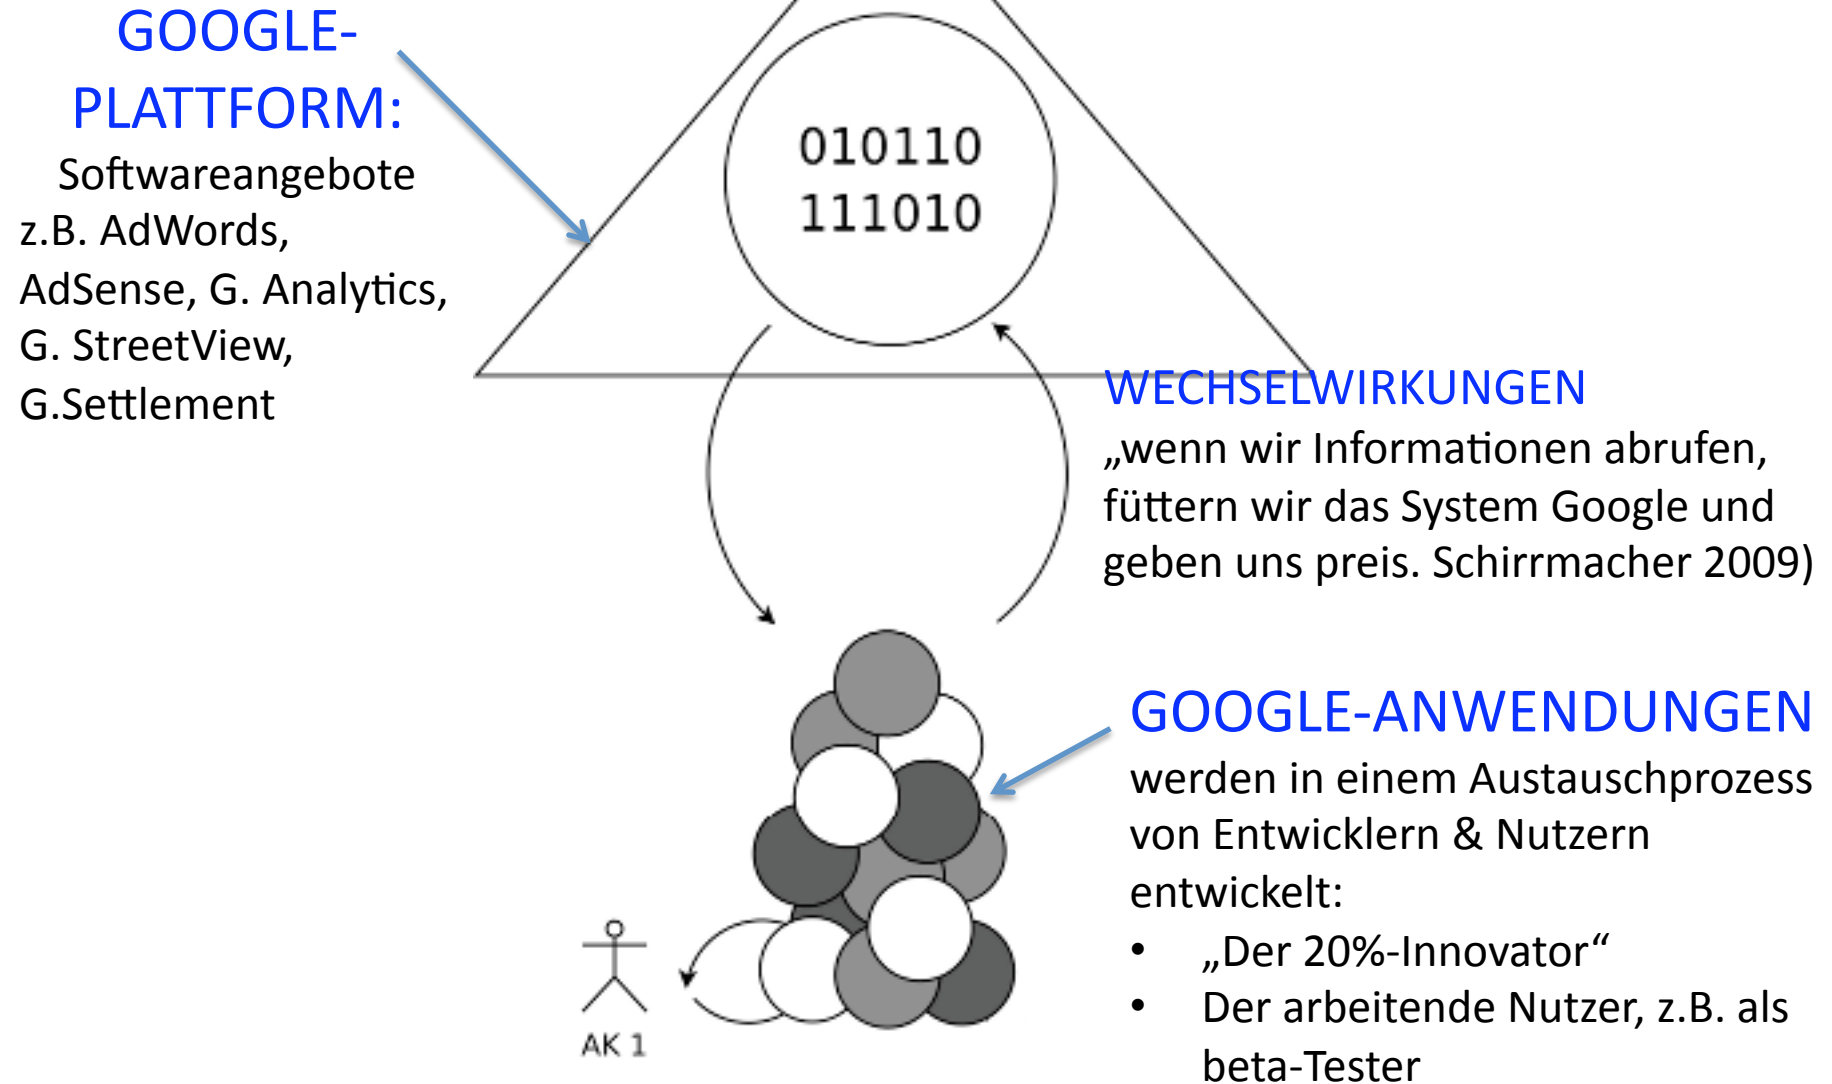 GOOGLE-
PLATTFORM:
Softwareangebote
z.B. AdWords,
AdSense, G. Analytics,
G. StreetView,
G.Settlement
010110
111010
WECHSELWIRKUNGEN
„wenn wir Informationen abrufen,
füttern wir das System Google und
geben uns preis. Schirrmacher 2009)
GOOGLE-ANWENDUNGEN
werden in einem Austauschprozess
von Entwicklern & Nutzern
entwickelt:
• „Der 20%-Innovator“
• Der arbeitende Nutzer, z.B. als
beta-Tester
AK 1